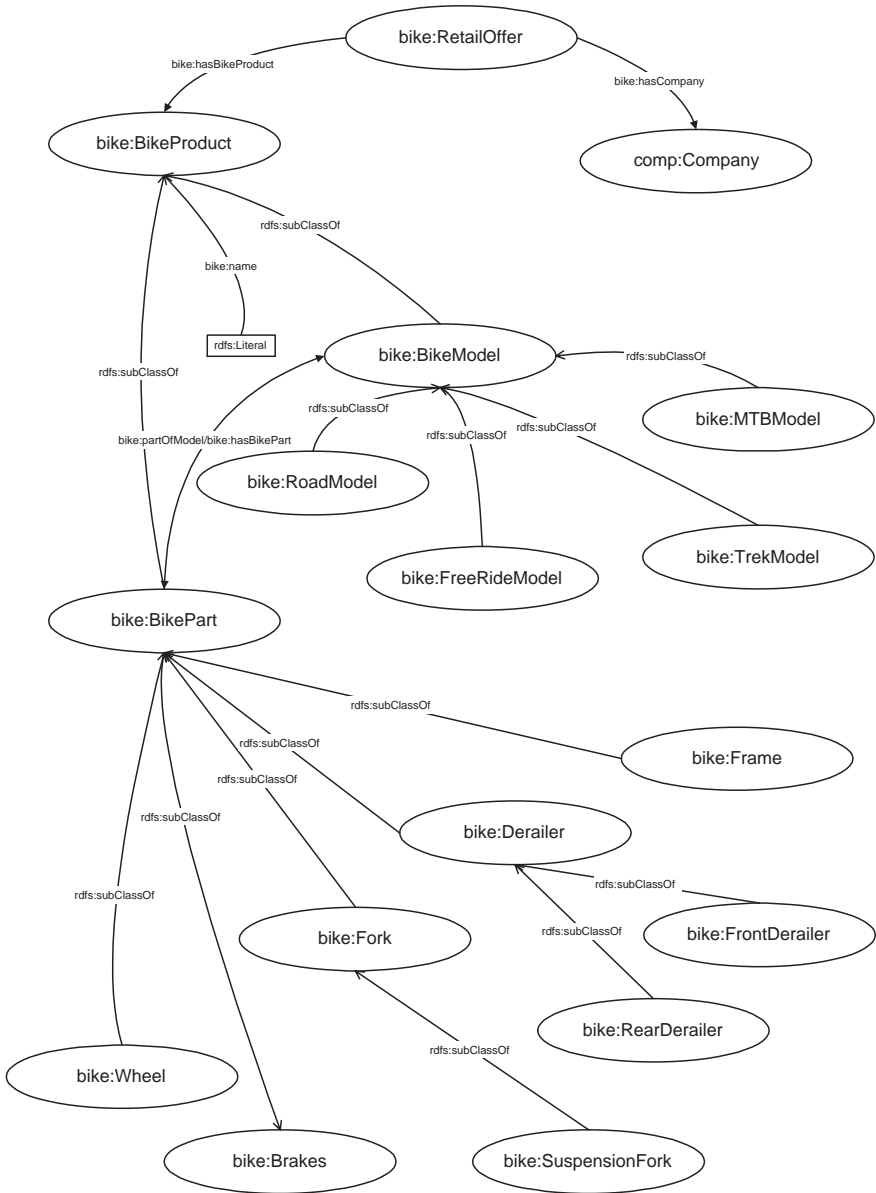 bike:RetailOffer
bike:hasBikeProduct
bike:hasCompany
bike:BikeProduct
comp:Company
rdfs:subClassOf
bike:name
rdfs:Literal
bike:BikeModel
rdfs:subClassOf
rdfs:subClassOf
rdfs:subClassOf
bike:MTBModel
rdfs:subClassOf
rdfs:subClassOf
bike:partOfModel/bike:hasBikePart
bike:RoadModel
bike:TrekModel
bike:FreeRideModel
bike:BikePart
rdfs:subClassOf
rdfs:subClassOf
bike:Frame
rdfs:subClassOf
rdfs:subClassOf
bike:Derailer
rdfs:subClassOf
rdfs:subClassOf
bike:Fork
rdfs:subClassOf
bike:FrontDerailer
bike:RearDerailer
rdfs:subClassOf
bike:Wheel
bike:Brakes
bike:SuspensionFork